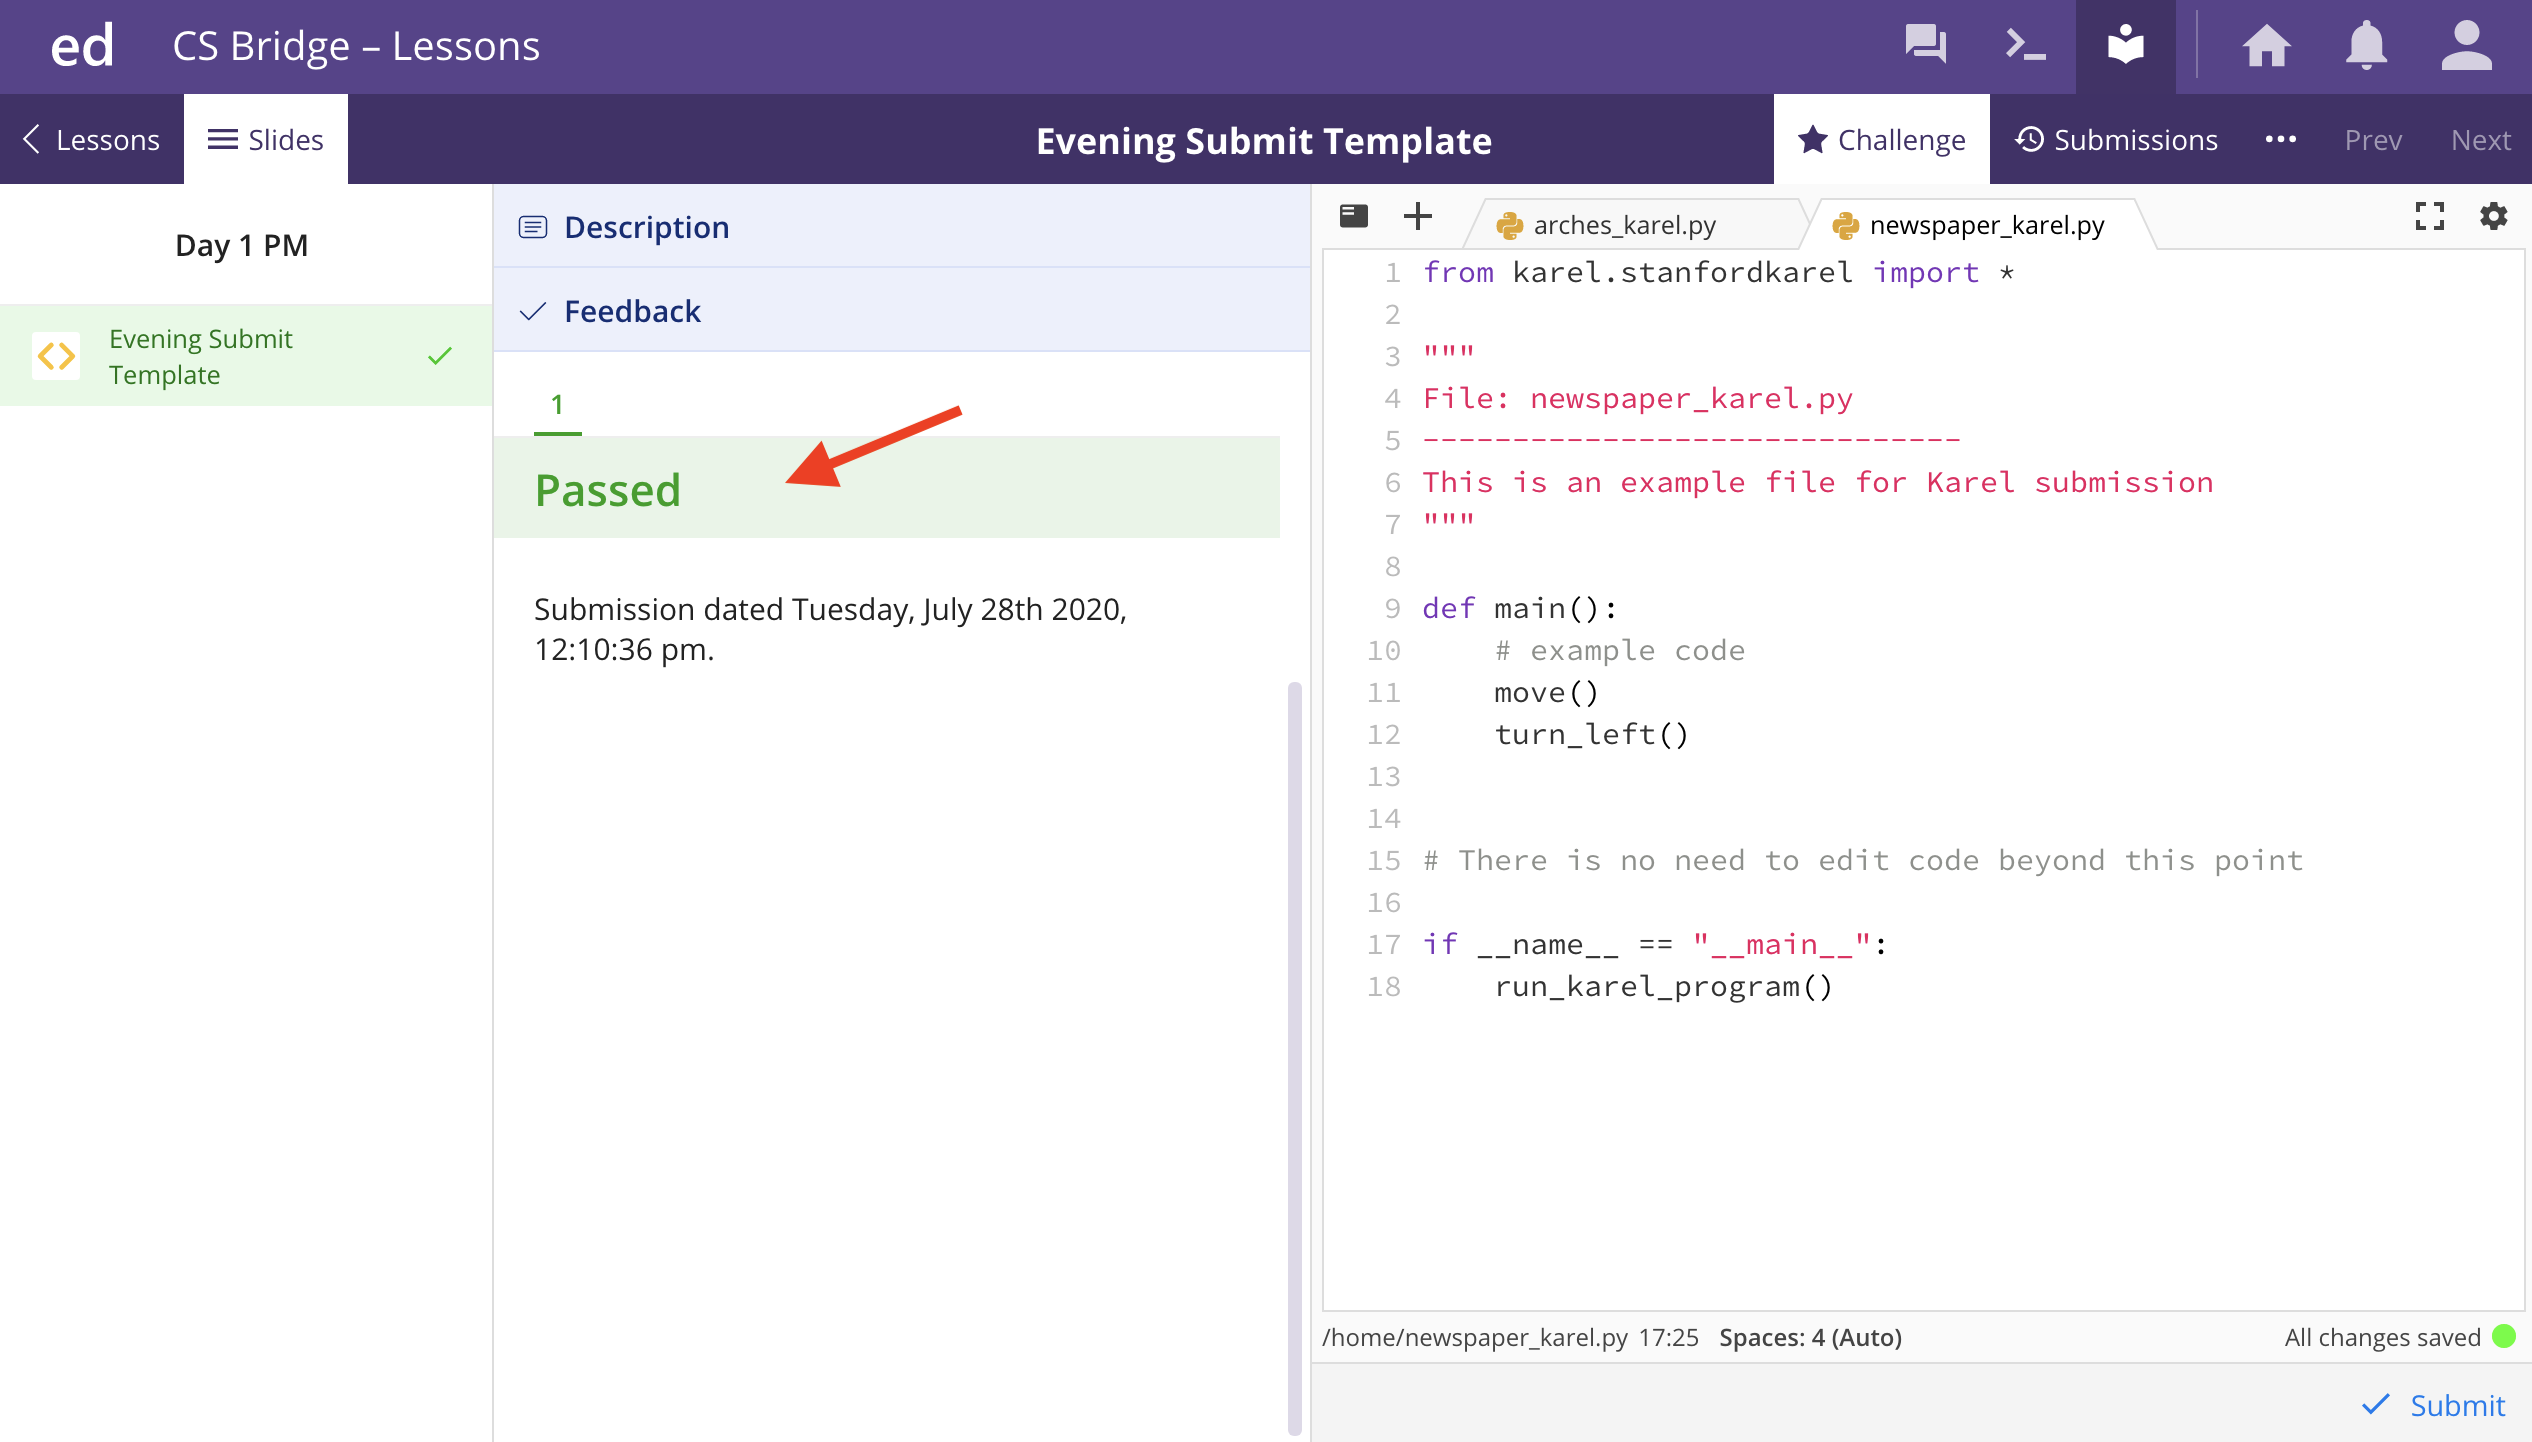 ed CS Bridge – Lessons
Lessons Slides Evening Submit Template Challenge Submissions ... Prev Next
Day 1 PM
Evening Submit
Template
Description
Feedback
1
Passed
Submission dated Tuesday, July 28th 2020,
12:10:36 pm.
arches_karel.py newspaper_karel.py
1 from karel.stanfordkarel import *
2
3 """
4 File: newspaper_karel.py
5 ------------------------------
6 This is an example file for Karel submission
7 """
8
9 def main():
10     # example code
11     move()
12     turn_left()
13
14
15 # There is no need to edit code beyond this point
16
17 if __name__ == "__main__":
18     run_karel_program()
/home/newspaper_karel.py 17:25 Spaces: 4 (Auto) All changes saved
Submit